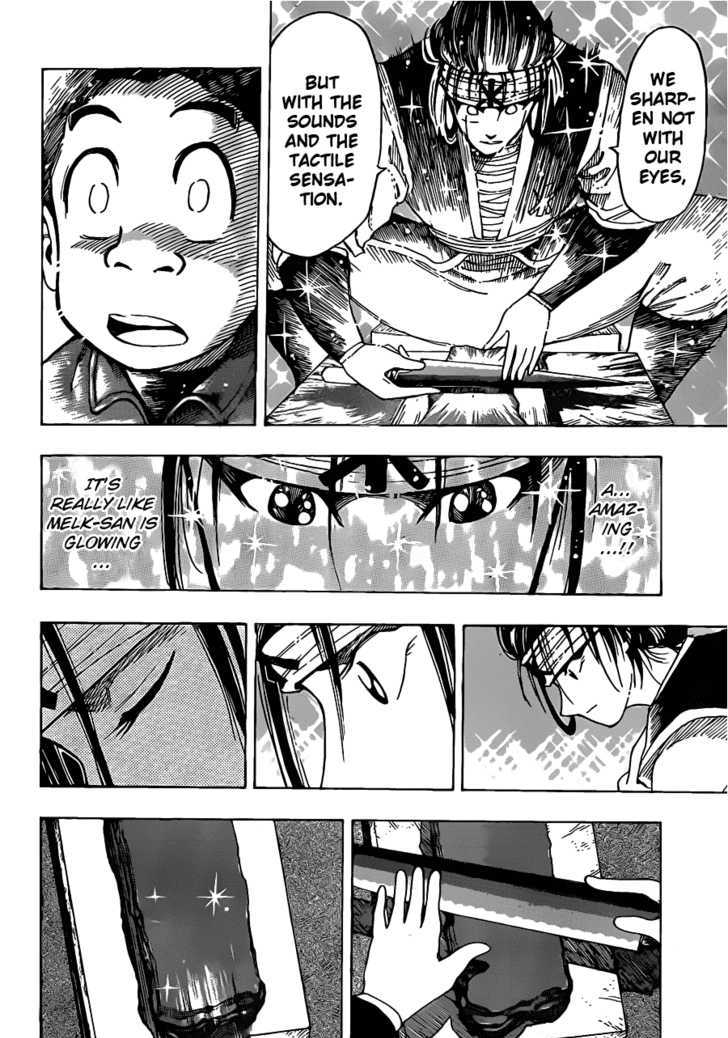 WE
SHARP-
EN NOT
WITH
OUR
EYES,
BUT
WITH THE
SOUNDS
AND THE
TACTILE
SENSA-
TION.
A...
AMAZ-
ING
...!!
IT'S
REALLY LIKE
MELK-SAN IS
GLOWING
...